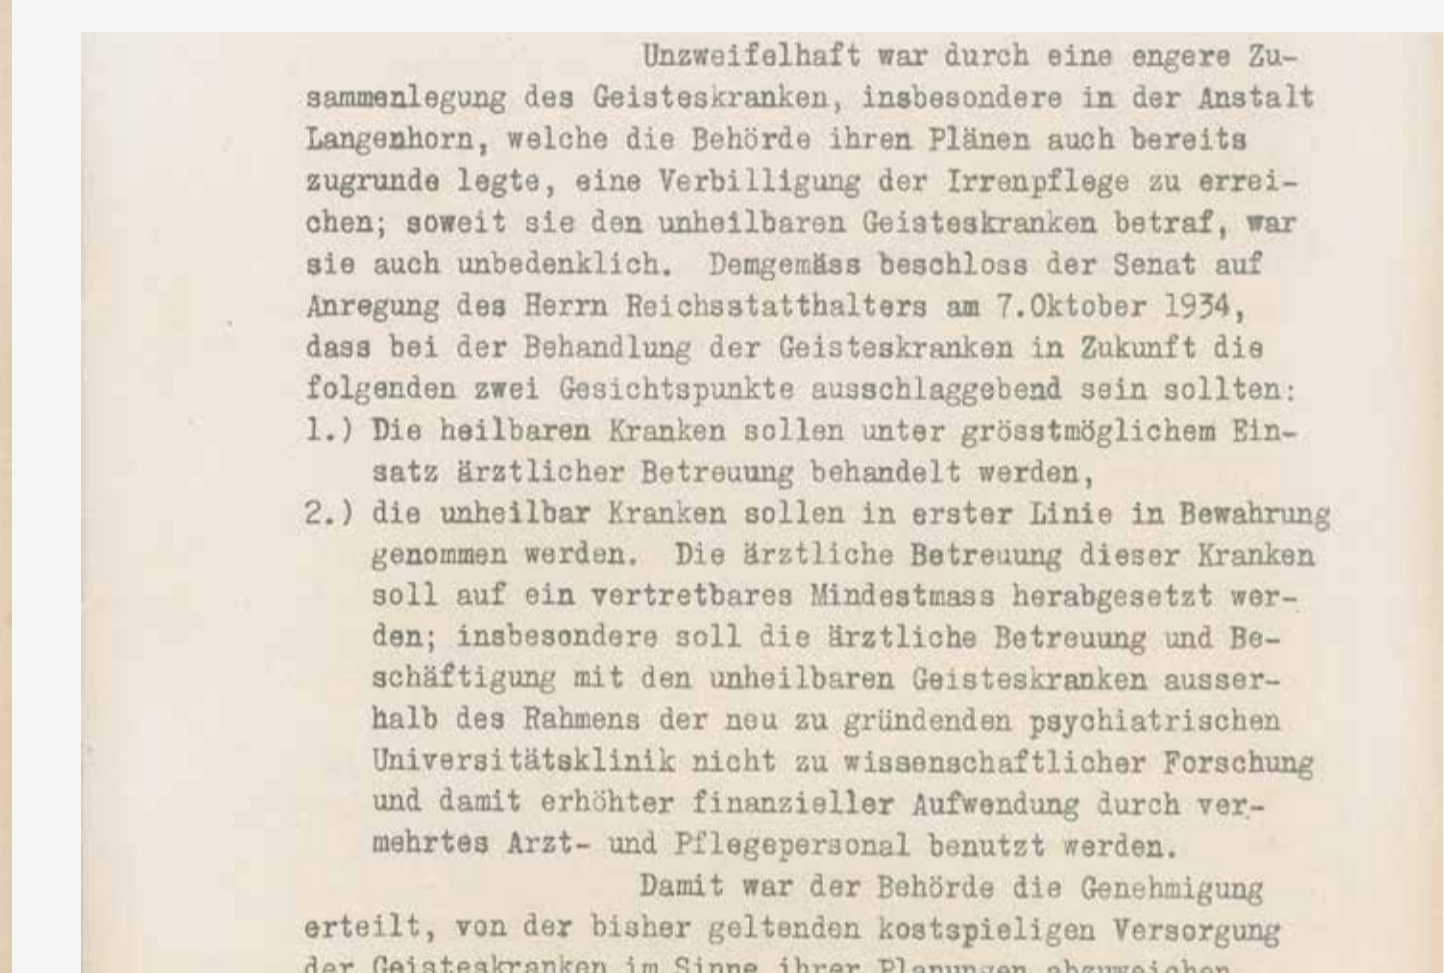 Unzweifelhaft war durch eine engere Zu-
sammenlegung des Geisteskranken, insbesondere in der Anstalt
Langenhorn, welche die Behörde ihren Plänen auch bereits
zugrunde legte, eine Verbilligung der Irrenpflege zu errei-
chen; soweit sie den unheilbaren Geisteskranken betraf, war
sie auch unbedenklich. Demgemäss beschloss der Senat auf
Anregung des Herrn Reichsstatthalters am 7.Oktober 1934,
dass bei der Behandlung der Geisteskranken in Zukunft die
folgenden zwei Gesichtspunkte ausschlaggebend sein sollten:
1.) Die heilbaren Kranken sollen unter grösstmöglichem Ein-
satz ärztlicher Betreuung behandelt werden,
2.) die unheilbar Kranken sollen in erster Linie in Bewahrung
genommen werden. Die ärztliche Betreuung dieser Kranken
soll auf ein vertretbares Mindestmass herabgesetzt wer-
den; insbesondere soll die ärztliche Betreuung und Be-
schäftigung mit den unheilbaren Geisteskranken ausser-
halb des Rahmens der neu zu gründenden psychiatrischen
Universitätsklinik nicht zu wissenschaftlicher Forschung
und damit erhöhter finanzieller Aufwendung durch ver-
mehrtes Arzt- und Pflegepersonal benutzt werden.
Damit war der Behörde die Genehmigung
erteilt, von der bisher geltenden kostspieligen Versorgung
der Geisteskranken im Sinne ihrer Planungen abzuweichen